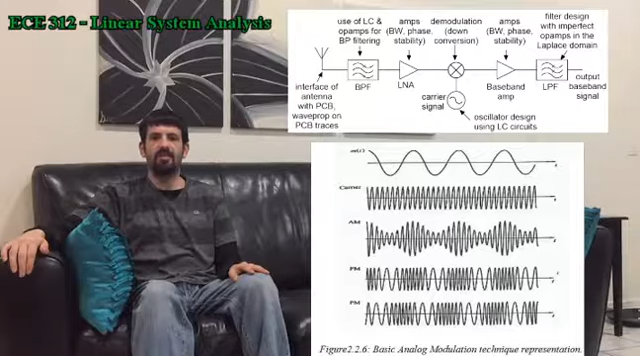 ECE 312 - Linear System Analysis
use of LC &
opamps for
BP filtering
amps
(BW, phase,
stability)
demodulation
(down
conversion)
amps
(BW, phase,
stability)
filter design with
imperfect
opamps in the
Laplace domain
interface of
antenna
with PCB,
waveprop on
PCB traces
BPF
LNA
carrier
signal
Baseband
amp
LPF
output
baseband
signal
oscillator design
using LC circuits
m(t)
t
Carrier
t
AM
t
FM
t
PM
t
Figure2.2.6: Basic Analog Modulation technique representation.